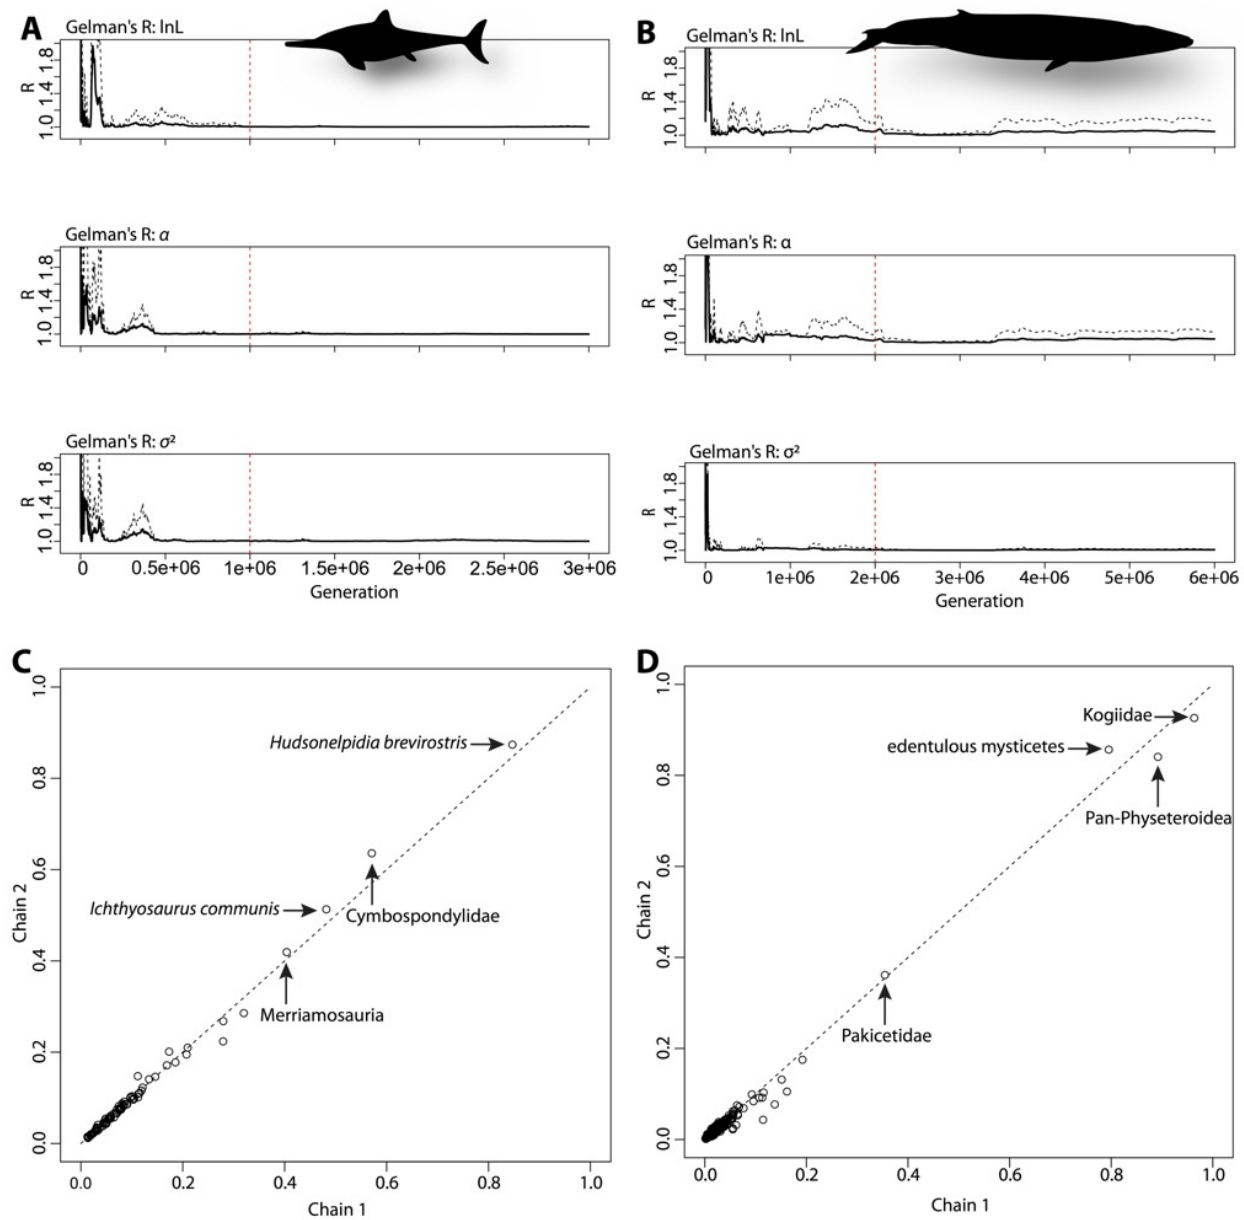 A
Gelman's R: lnL
R
1.0 1.4 1.8
B
Gelman's R: lnL
R
1.0 1.4 1.8
Gelman's R: α
R
1.0 1.4 1.8
Gelman's R: α
R
1.0 1.4 1.8
Gelman's R: σ²
R
1.0 1.4 1.8
0 0.5e+06 1e+06 1.5e+06 2e+06 2.5e+06 3e+06
Generation
Gelman's R: σ²
R
1.0 1.4 1.8
0 1e+06 2e+06 3e+06 4e+06 5e+06 6e+06
Generation
C
Chain 2
0.0 0.2 0.4 0.6 0.8 1.0
Hudsonelpidia brevirostris
Ichthyosaurus communis
Cymbospondylidae
Merriamosauria
0.0 0.2 0.4 0.6 0.8 1.0
Chain 1
D
Chain 2
0.0 0.2 0.4 0.6 0.8 1.0
Kogiidae
edentulous mysticetes
Pan-Physeteroidea
Pakicetidae
0.0 0.2 0.4 0.6 0.8 1.0
Chain 1